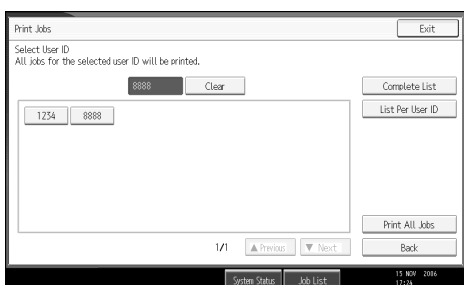 Print Jobs Exit
Select User ID
All jobs for the selected user ID will be printed.
8888 Clear Complete List
1234 8888 List Per User ID
Print All Jobs
1/1 ▲ Previous ▼ Next Back
System Status Job List 15 NOV 2006
17:24